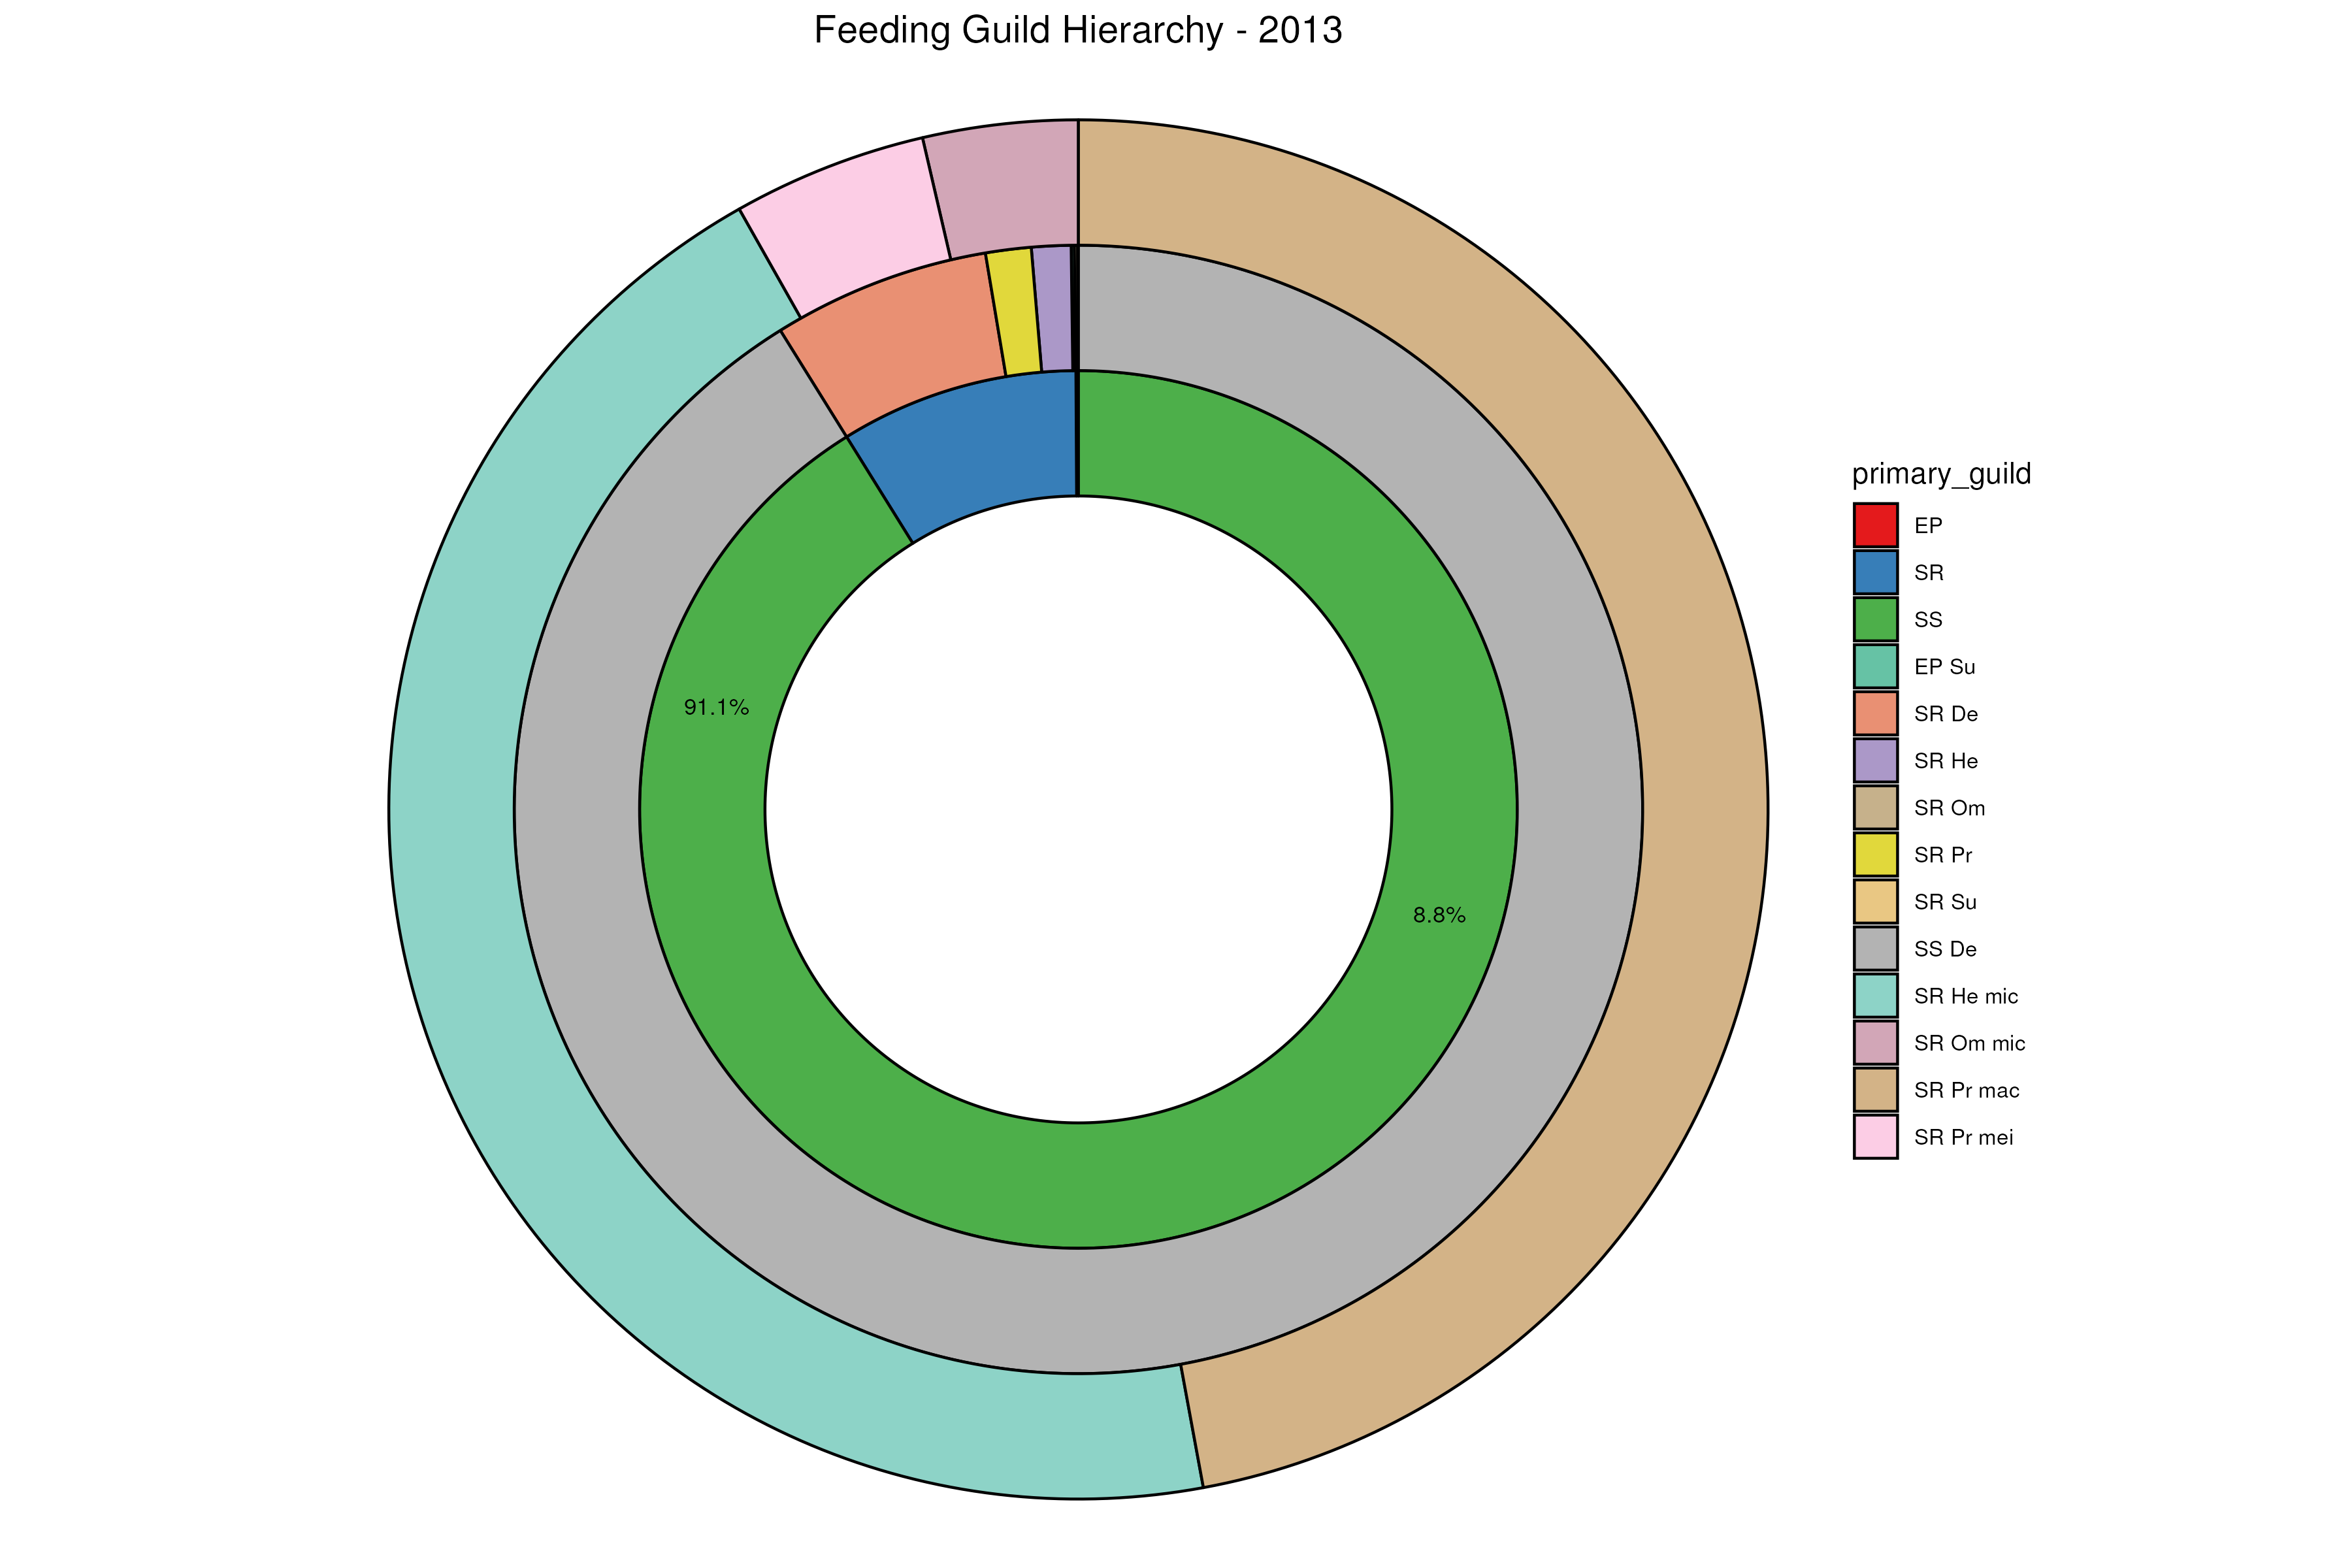 Feeding Guild Hierarchy - 2013
91.1%
8.8%
primary_guild
EP
SR
SS
EP Su
SR De
SR He
SR Om
SR Pr
SR Su
SS De
SR He mic
SR Om mic
SR Pr mac
SR Pr mei